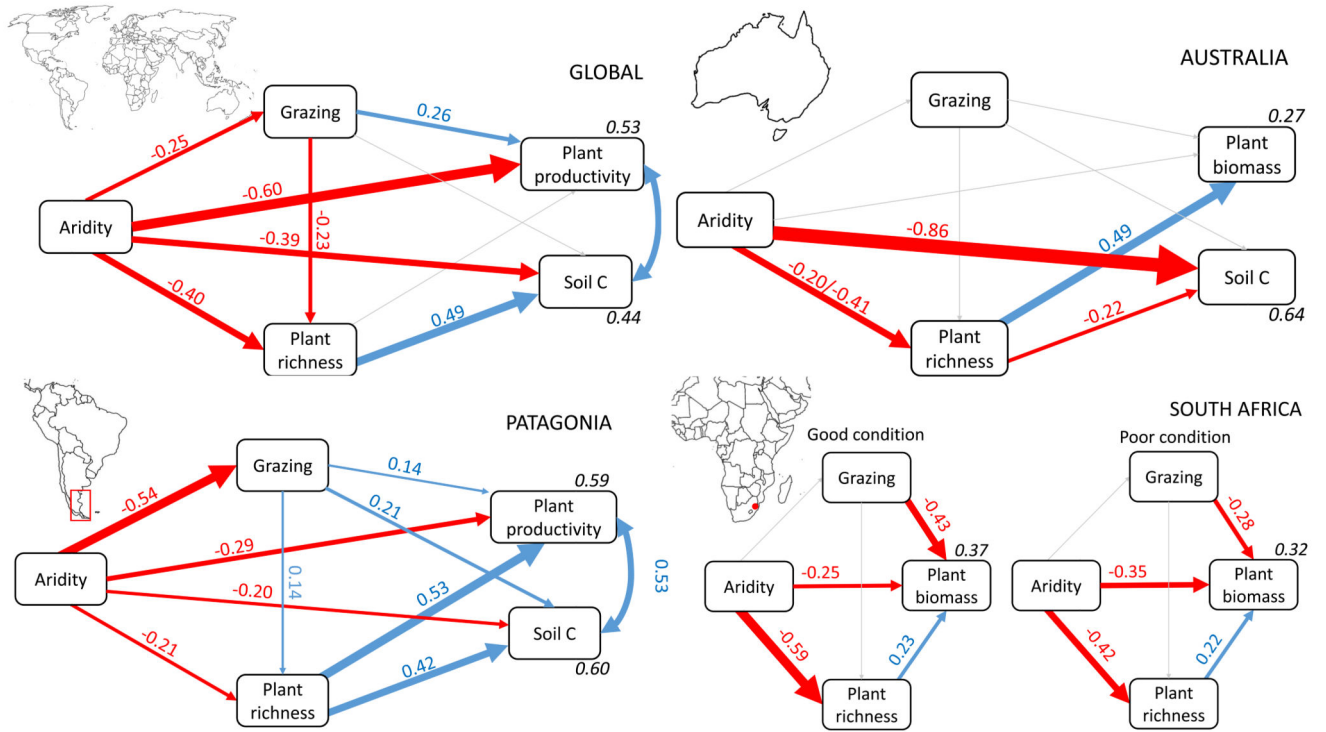 GLOBAL
Grazing
0.26
0.53
Plant
productivity
-0.25
-0.60
Aridity
-0.23
-0.39
Soil C
-0.40
0.49
0.44
Plant
richness
AUSTRALIA
Grazing
0.27
Plant
biomass
Aridity
-0.86
0.49
Soil C
-0.20/-0.41
-0.22
0.64
Plant
richness
PATAGONIA
Grazing
0.14
0.59
Plant
productivity
-0.54
0.21
-0.29
Aridity
0.14
0.53
0.53
-0.20
Soil C
-0.21
0.42
0.60
Plant
richness
SOUTH AFRICA
Good condition
Grazing
-0.43
0.37
Aridity
-0.25
Plant
biomass
-0.59
0.23
Plant
richness
Poor condition
Grazing
-0.28
0.32
Aridity
-0.35
Plant
biomass
-0.42
0.22
Plant
richness